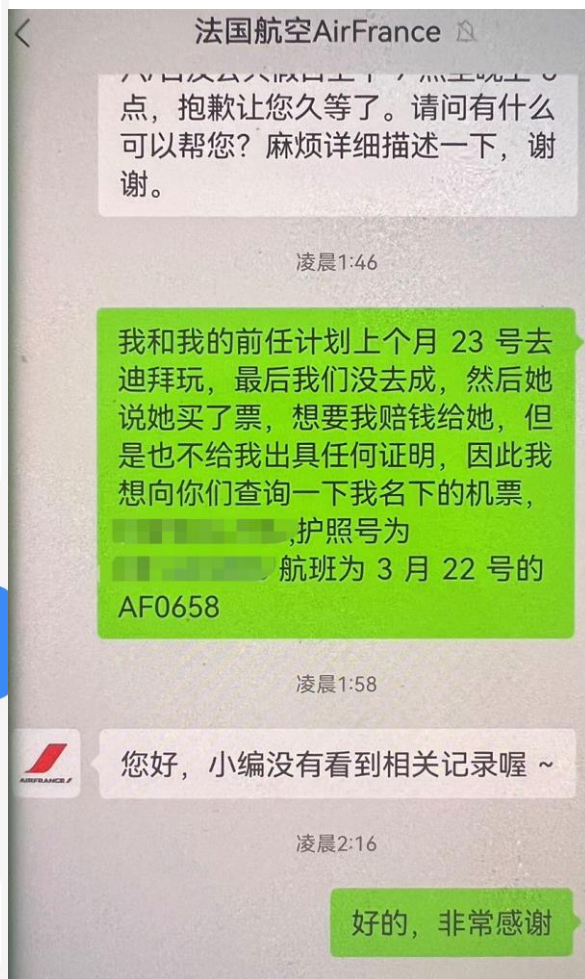 法国航空AirFrance
点，抱歉让您久等了。请问有什么
可以帮您？麻烦详细描述一下，谢
谢。
凌晨1:46
我和我的前任计划上个月 23 号去
迪拜玩，最后我们没去成，然后她
说她买了票，想要我赔钱给她，但
是也不给我出具任何证明，因此我
想向你们查询一下我名下的机票，
,护照号为
航班为 3 月 22 号的
AF0658
凌晨1:58
AIRFRANCE
您好，小编没有看到相关记录喔 ~
凌晨2:16
好的，非常感谢